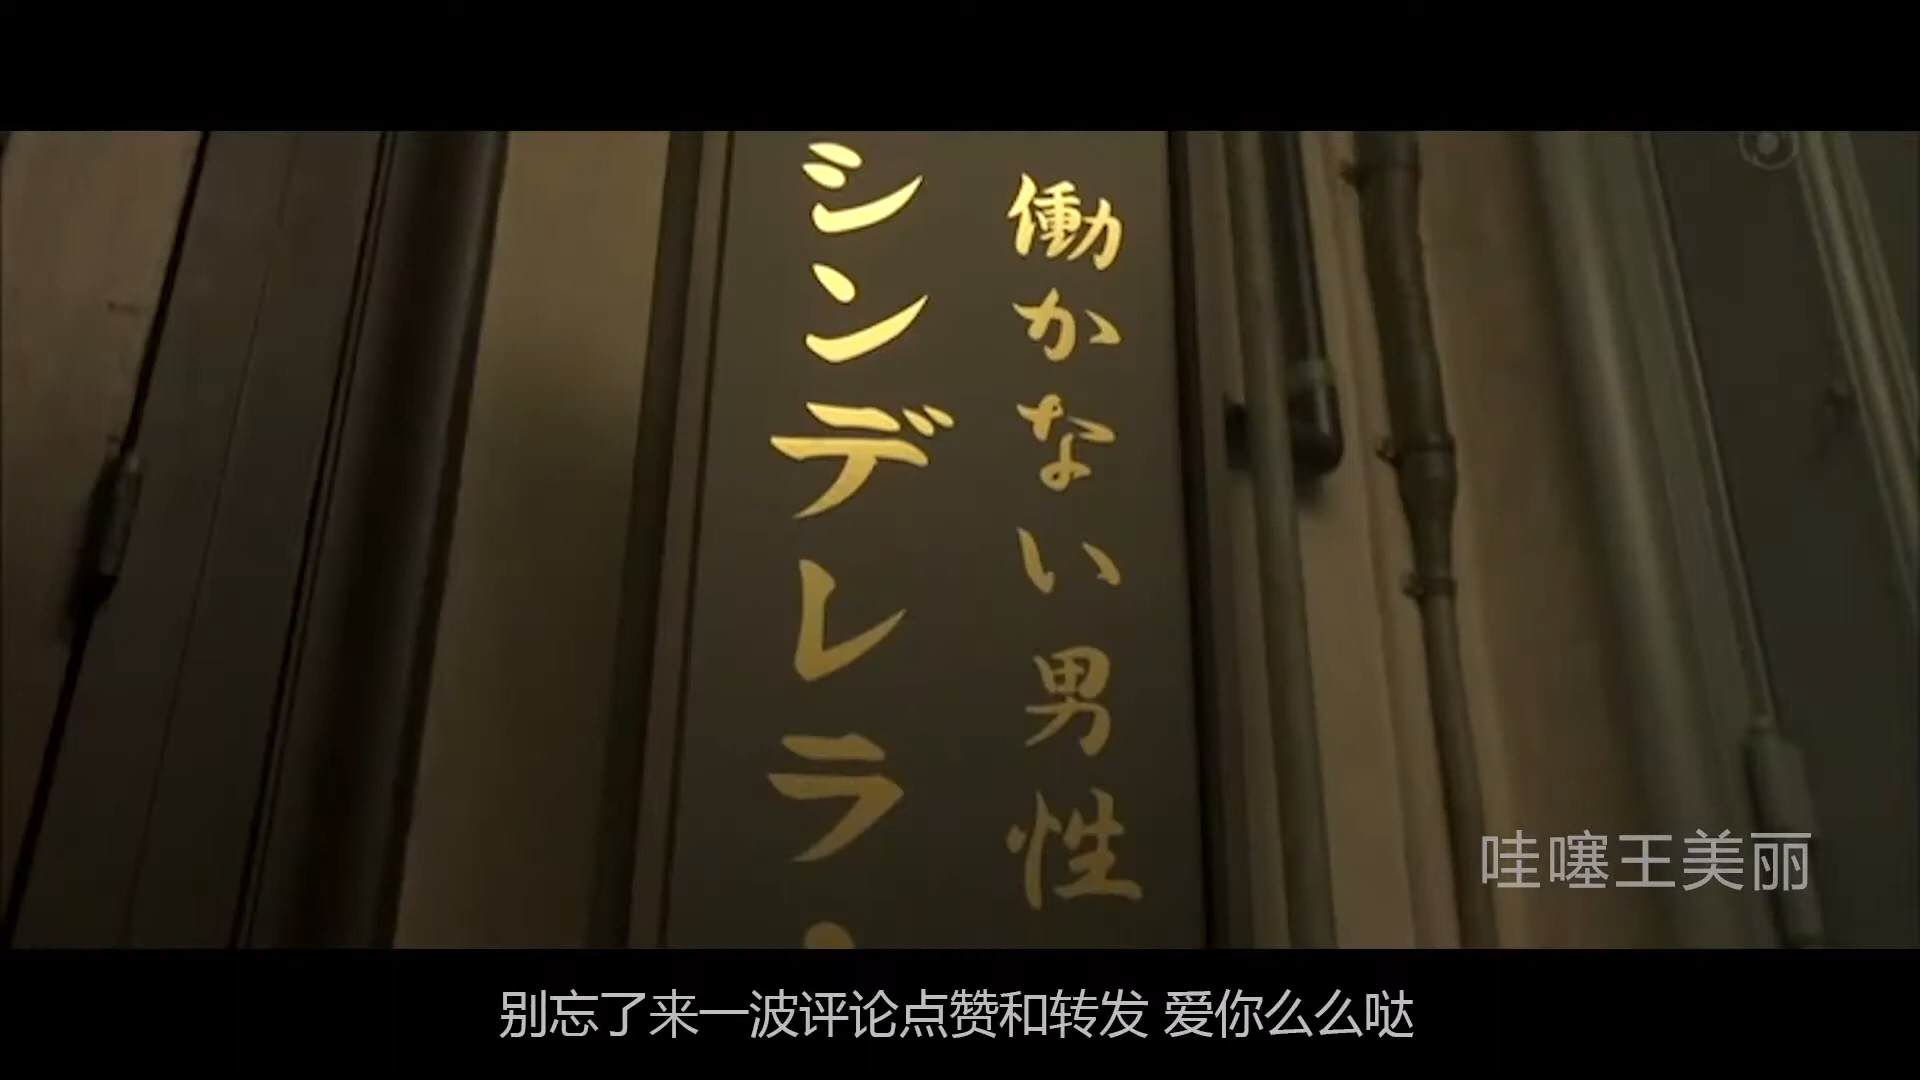 働かない男性
シンデレラ
哇噻王美丽
别忘了来一波评论点赞和转发 爱你么么哒